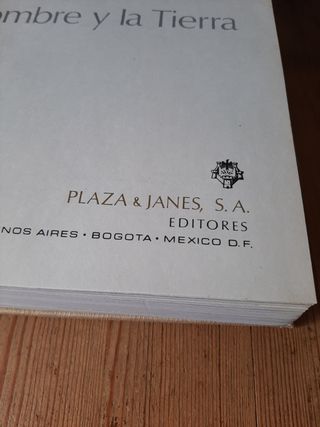 ombre y la Tierra
PLAZA & JANES, S. A.
EDITORES
NOS AIRES • BOGOTA • MEXICO D. F.